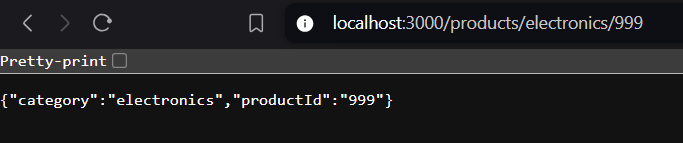 localhost:3000/products/electronics/999
Pretty-print
{"category":"electronics","productId":"999"}